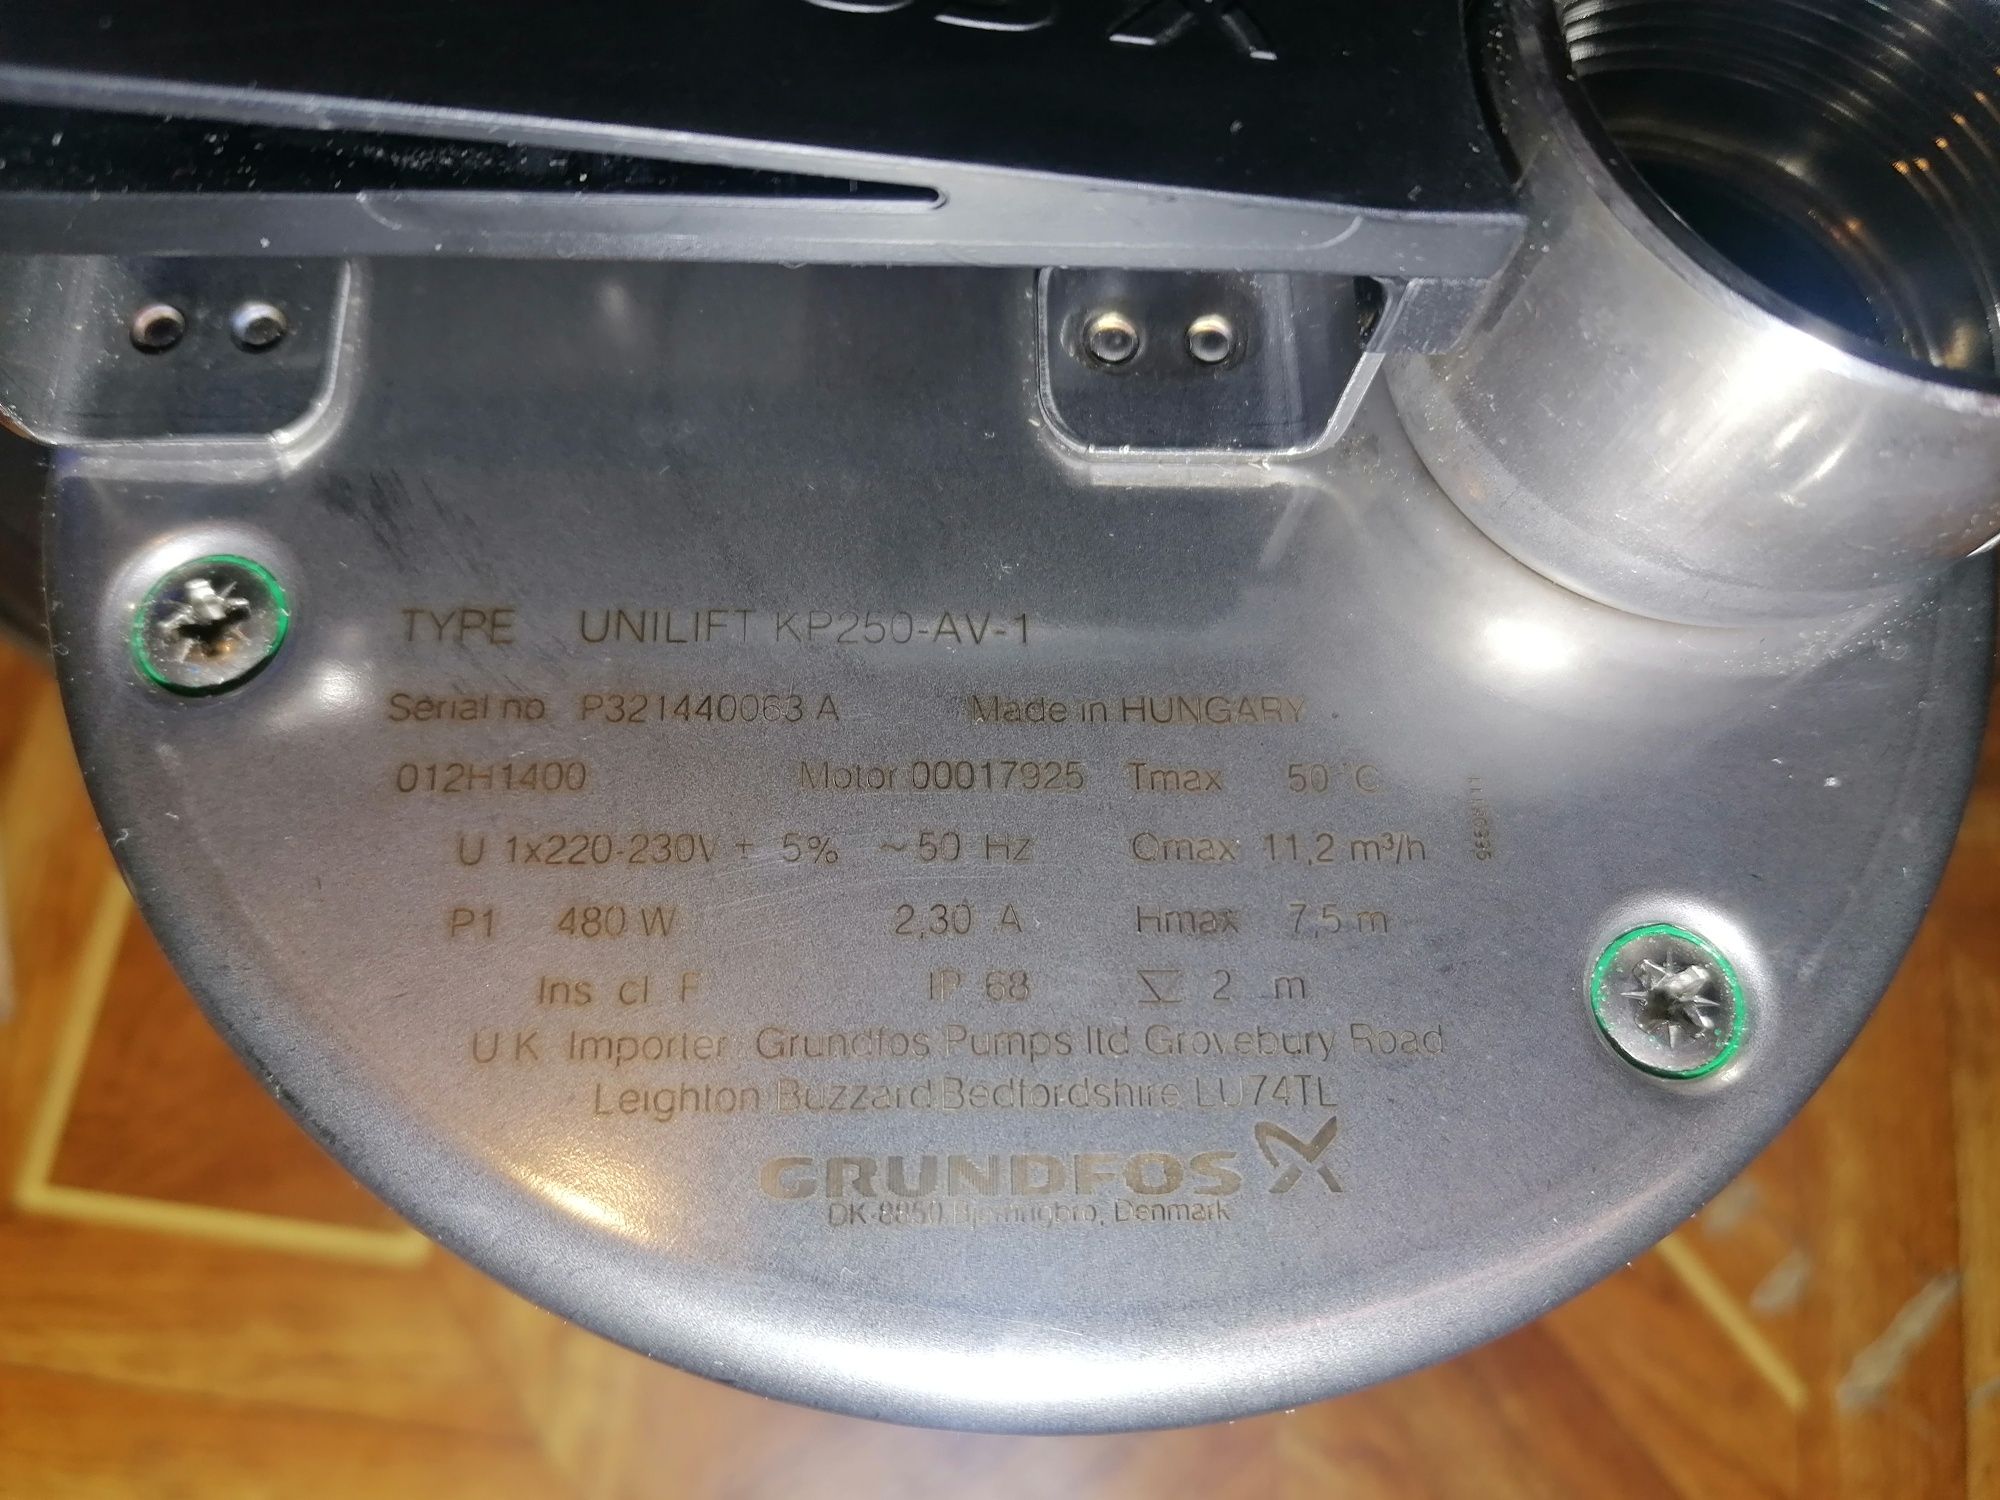 TYPE UNILIFT KP250-AV-1
Serial no P321440063 A Made in HUNGARY
012H1400 Motor 00017925 Tmax 50 °C
U 1x220-230V ± 5% ~50 Hz Qmax 11,2 m³/h
P1 480 W 2,30 A Hmax 7,5 m
Ins cl F IP 68 2 m
UK Importer: Grundfos Pumps ltd Grovebury Road
Leighton Buzzard Bedfordshire LU74TL
GRUNDFOS
DK-8850 Bjerringbro, Denmark